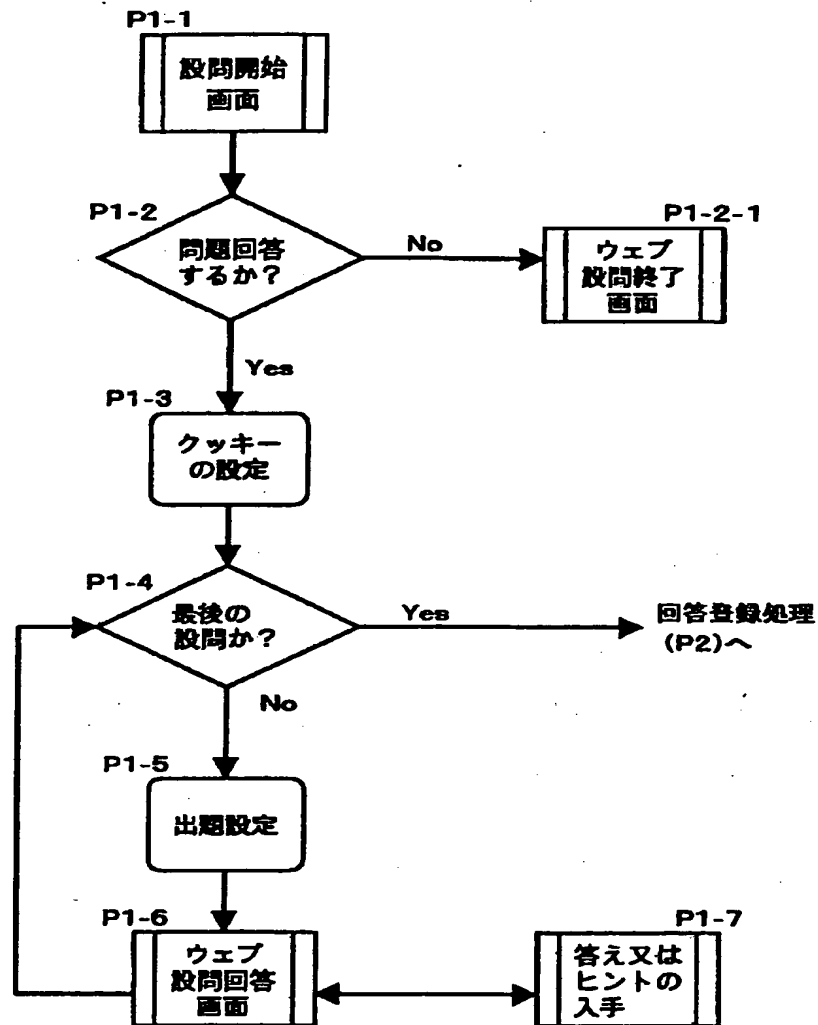 P1-1
設問開始
画面
P1-2
問題回答
するか？
No
P1-2-1
ウェブ
設問終了
画面
Yes
P1-3
クッキー
の設定
P1-4
最後の
設問か？
Yes
回答登録処理
(P2)へ
No
P1-5
出題設定
P1-6
ウェブ
設問回答
画面
P1-7
答え又は
ヒントの
入手